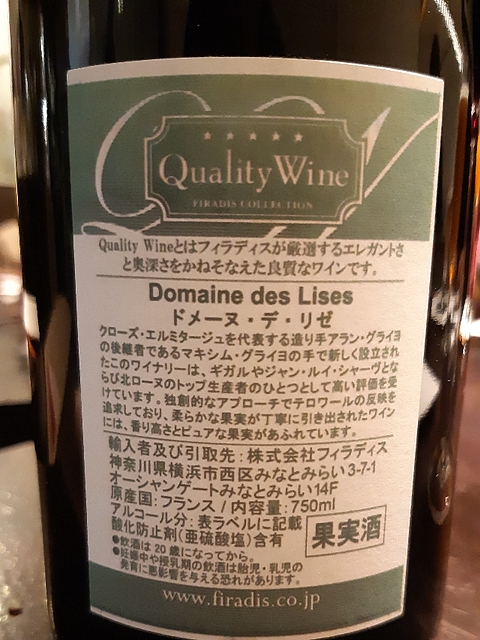 ★★★★★
Quality Wine
FIRADIS COLLECTION
Quality Wineとはフィラディスが厳選するエレガントさ
と奥深さをかねそなえた良質なワインです。
Domaine des Lises
ドメーヌ・デ・リゼ
クローズ・エルミタージュを代表する造り手アラン・グライヨ
の後継者であるマキシム・グライヨの手で新しく設立され
たこのワイナリーは、ギガルやジャン・ルイ・シャーヴとな
らび北ローヌのトップ生産者のひとつとして高い評価を受
けています。独創的なアプローチでテロワールの反映を
追求しており、柔らかな果実が丁寧に引き出されたワイン
には、香り高さとピュアな果実があふれています。
輸入者及び引取先：株式会社フィラディス
神奈川県横浜市西区みなとみらい3-7-1
オーシャンゲートみなとみらい14F
原産国：フランス / 内容量：750ml
アルコール分：表ラベルに記載
酸化防止剤(亜硫酸塩)含有
果実酒
●飲酒は20歳になってから。
●妊娠中や授乳期の飲酒は胎児・乳児の
発育に悪影響を与える恐れがあります。
www.firadis.co.jp